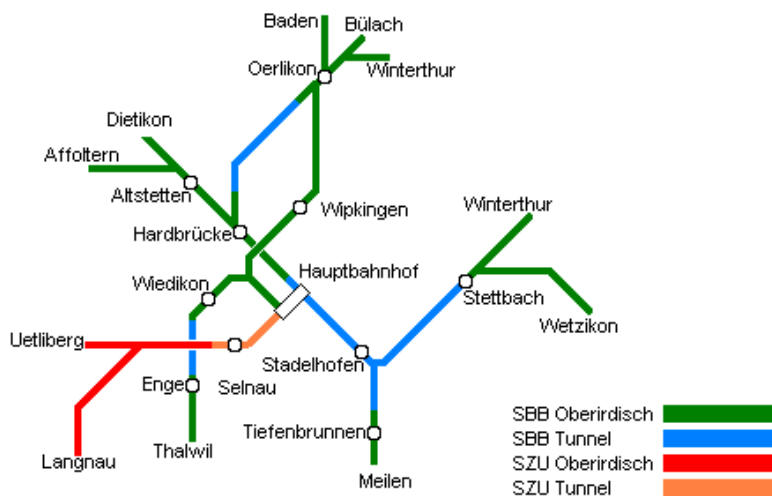 Baden
Bülach
Oerlikon
Winterthur
Dietikon
Affoltern
Altstetten
Wipkingen
Winterthur
Hardbrücke
Hauptbahnhof
Wiedikon
Stettbach
Wetzikon
Uetliberg
Stadelhofen
Enge
Selnau
Tiefenbrunnen
Thalwil
Langnau
Meilen
SBB Oberirdisch
SBB Tunnel
SZU Oberirdisch
SZU Tunnel